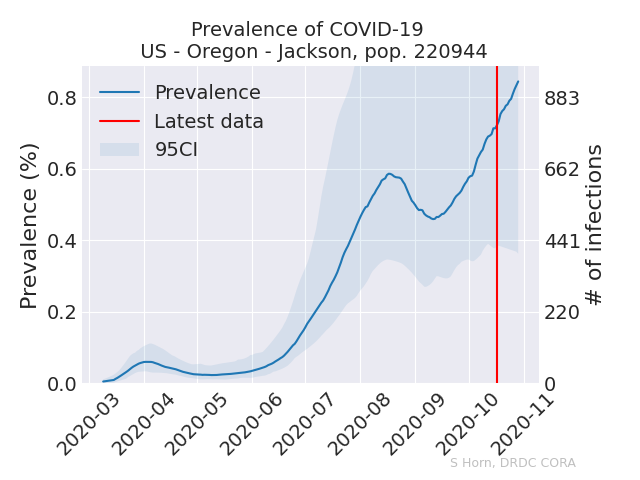 Prevalence of COVID-19
US - Oregon - Jackson, pop. 220944
Prevalence
Latest data
95CI
Prevalence (%)
0.8
0.6
0.4
0.2
0.0
883
662
441
220
0
# of infections
2020-03
2020-04
2020-05
2020-06
2020-07
2020-08
2020-09
2020-10
2020-11
S Horn, DRDC CORA